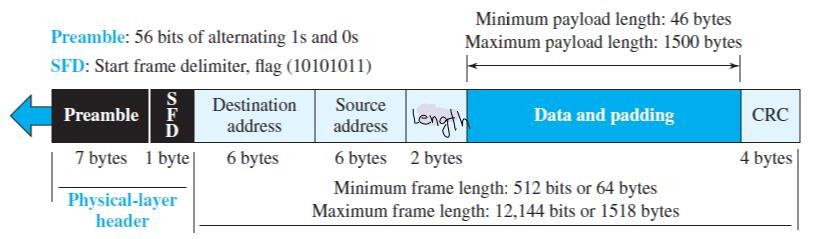 Minimum payload length: 46 bytes
Preamble: 56 bits of alternating 1s and 0s
Maximum payload length: 1500 bytes
SFD: Start frame delimiter, flag (10101011)
Preamble
SFD
Destination
address
Source
address
Length
Data and padding
CRC
7 bytes 1 byte 6 bytes 6 bytes 2 bytes 4 bytes
Physical-layer
header
Minimum frame length: 512 bits or 64 bytes
Maximum frame length: 12,144 bits or 1518 bytes